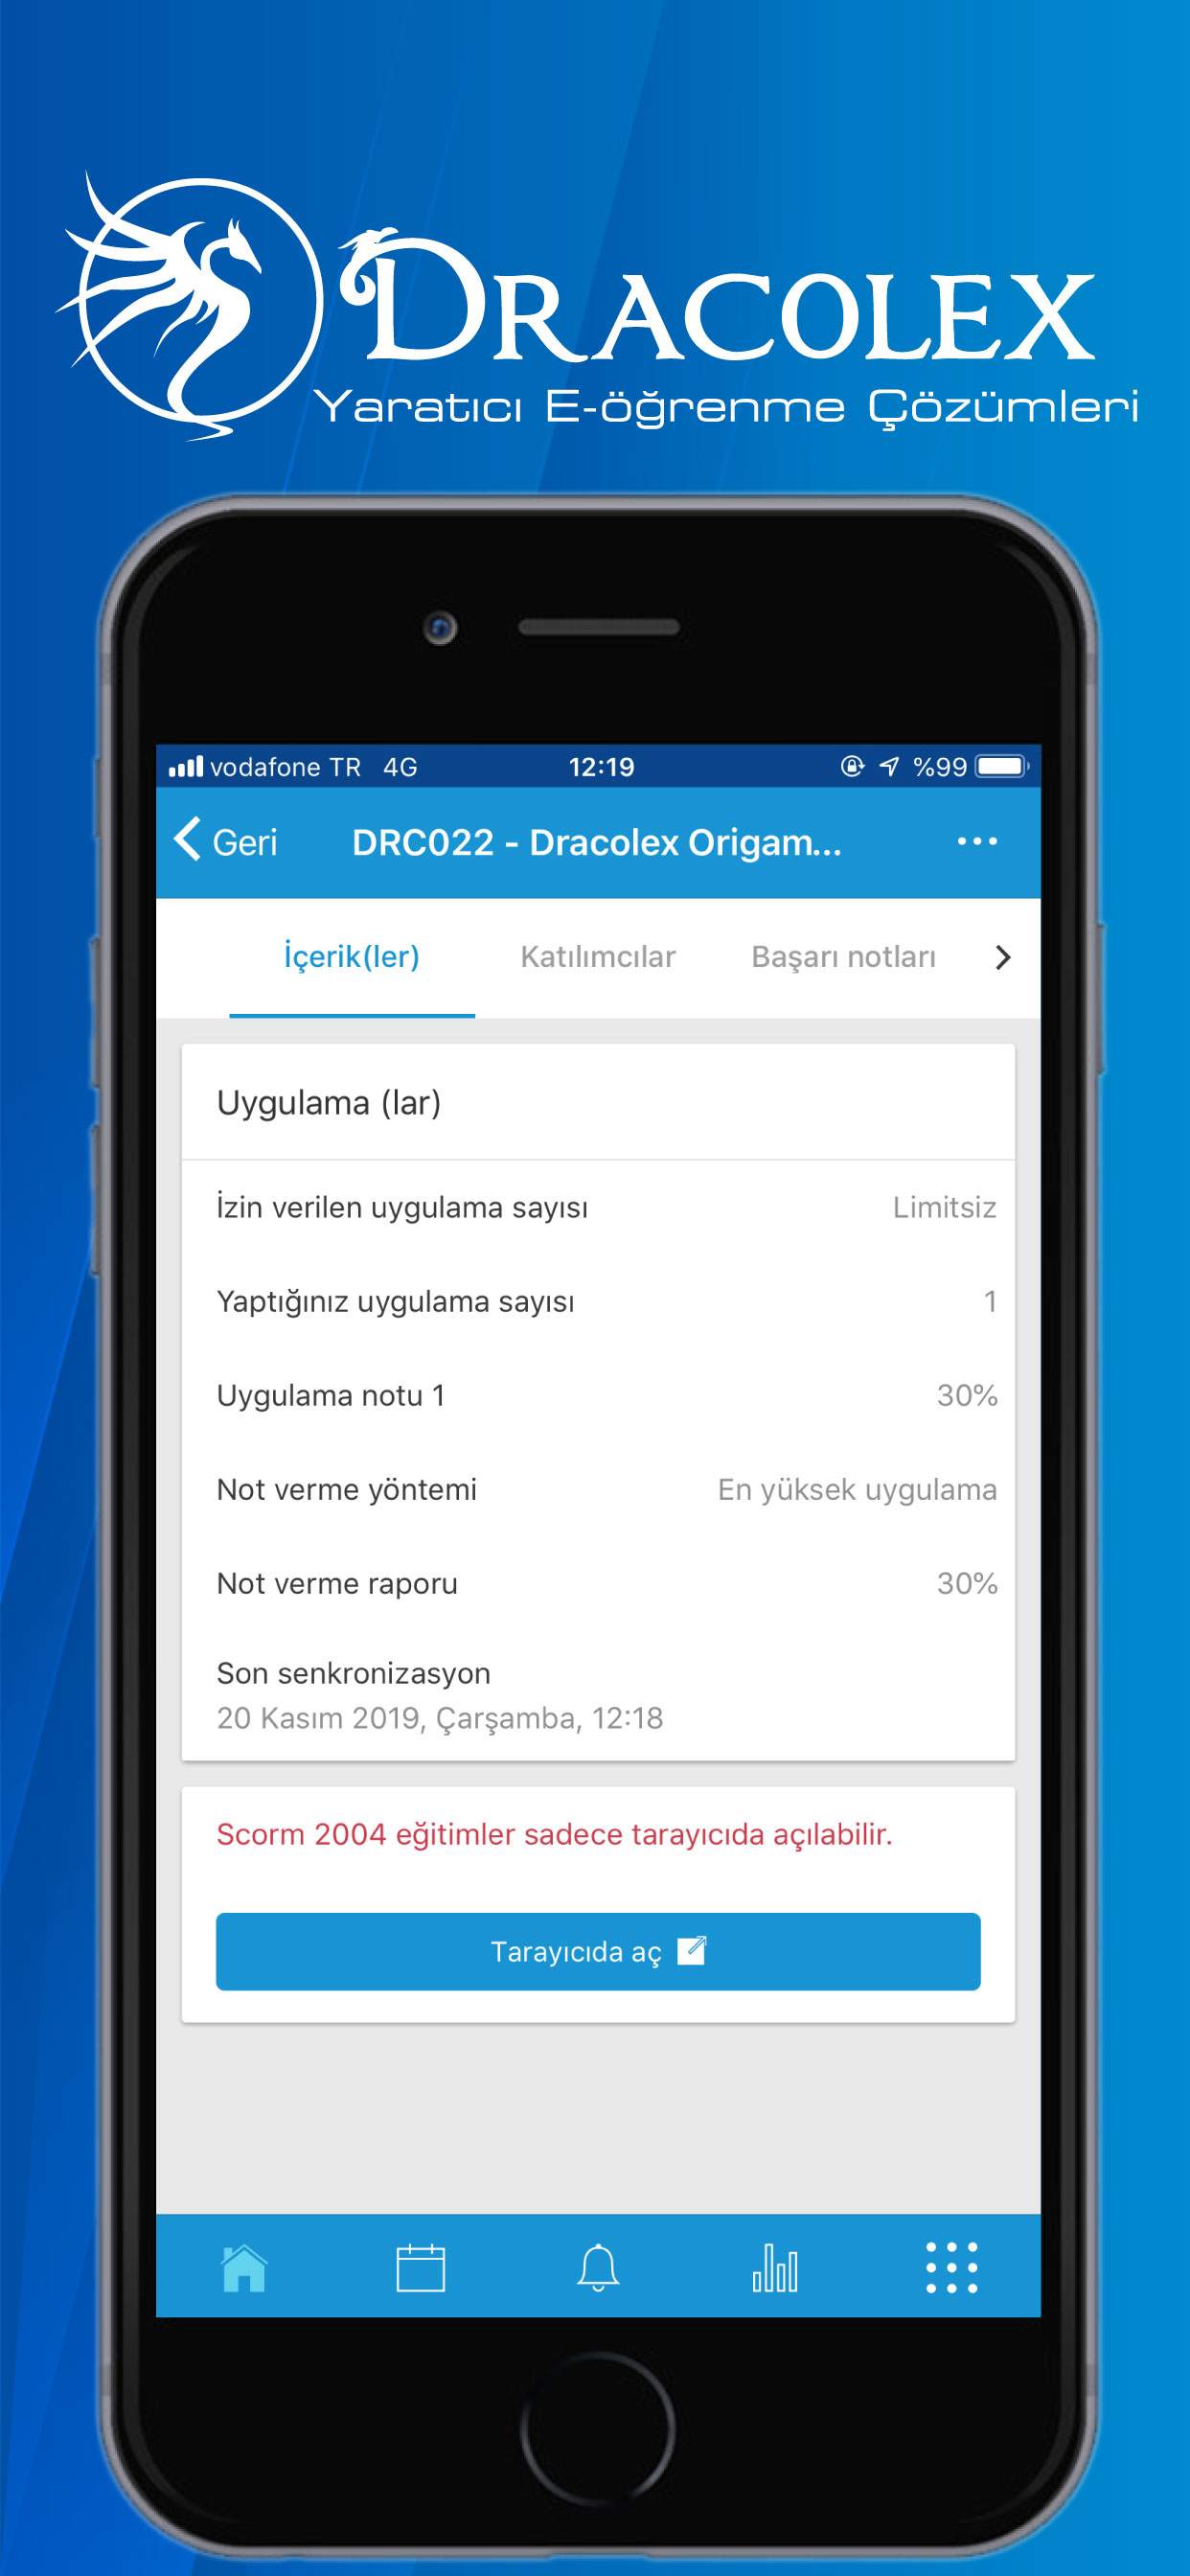 DRACOLEX
Yaratıcı E-öğrenme Çözümleri
vodafone TR 4G 12:19 %99
Geri DRC022 - Dracolex Origam...
İçerik(ler) Katılımcılar Başarı notları
Uygulama (lar)
İzin verilen uygulama sayısı Limitsiz
Yaptığınız uygulama sayısı 1
Uygulama notu 1 30%
Not verme yöntemi En yüksek uygulama
Not verme raporu 30%
Son senkronizasyon
20 Kasım 2019, Çarşamba, 12:18
Scorm 2004 eğitimler sadece tarayıcıda açılabilir.
Tarayıcıda aç